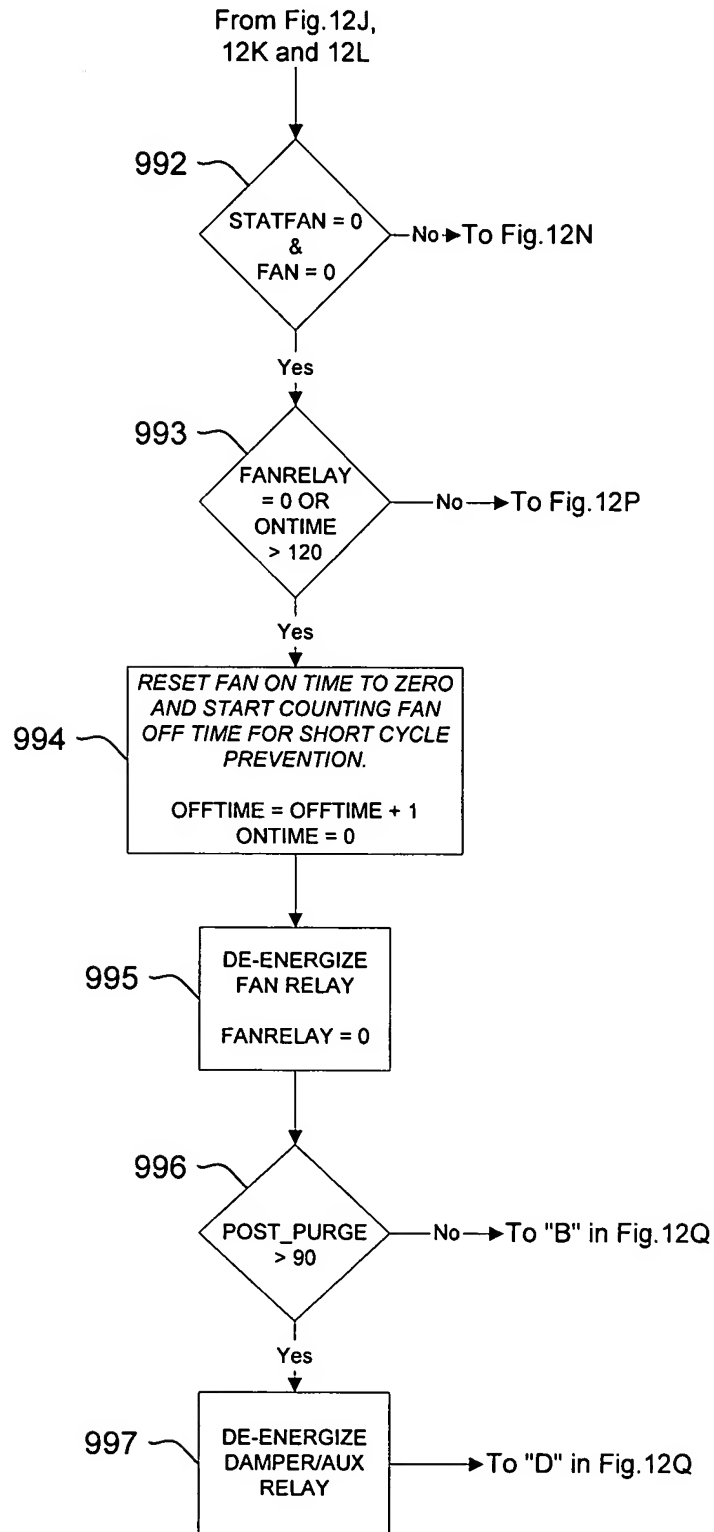 From Fig.12J,
12K and 12L
992
STATFAN = 0
&
FAN = 0
No
To Fig.12N
Yes
993
FANRELAY
= 0 OR
ONTIME
> 120
No
To Fig.12P
Yes
994
RESET FAN ON TIME TO ZERO
AND START COUNTING FAN
OFF TIME FOR SHORT CYCLE
PREVENTION.
OFFTIME = OFFTIME + 1
ONTIME = 0
995
DE-ENERGIZE
FAN RELAY
FANRELAY = 0
996
POST_PURGE
> 90
No
To "B" in Fig.12Q
Yes
997
DE-ENERGIZE
DAMPER/AUX
RELAY
To "D" in Fig.12Q